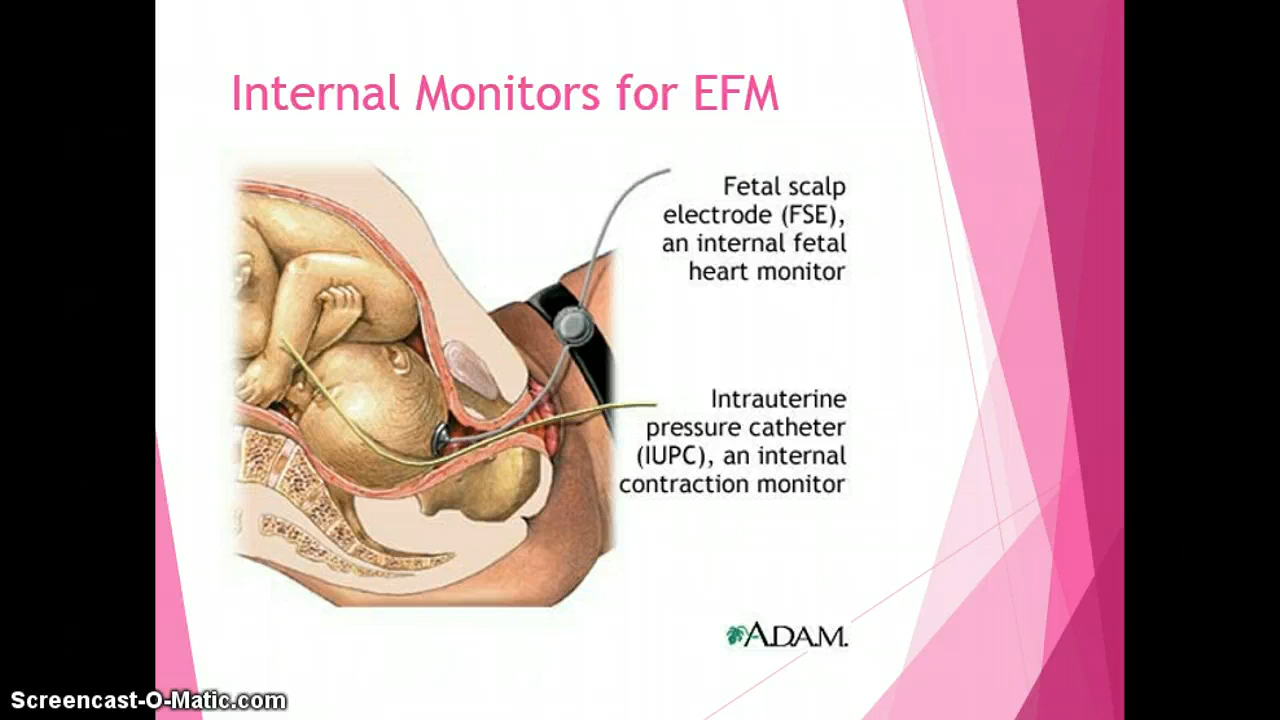 Internal Monitors for EFM
Fetal scalp
electrode (FSE),
an internal fetal
heart monitor
Intrauterine
pressure catheter
(IUPC), an internal
contraction monitor
A.D.A.M.
Screencast-O-Matic.com